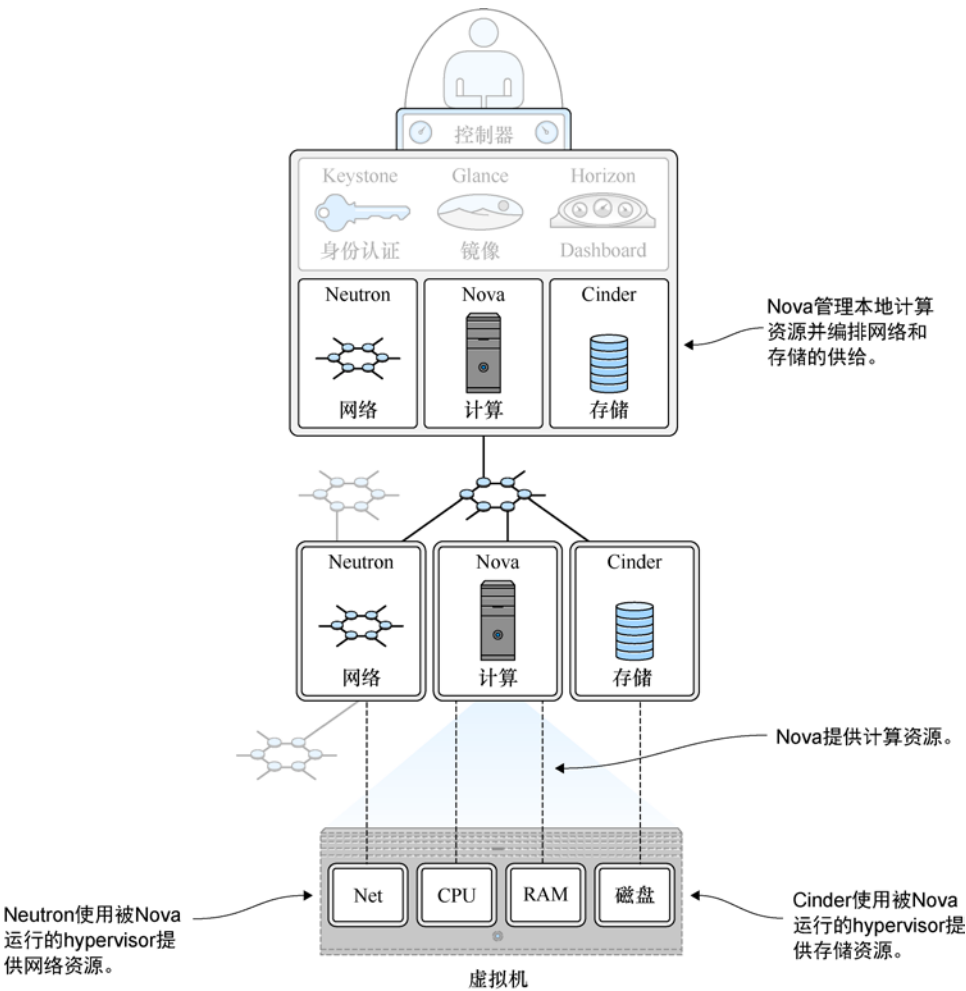 控制器
Keystone
Glance
Horizon
身份认证
镜像
Dashboard
Neutron
Nova
Cinder
网络
计算
存储
Nova管理本地计算
资源并编排网络和
存储的供给。
Neutron
Nova
Cinder
网络
计算
存储
Nova提供计算资源。
Net
CPU
RAM
磁盘
Neutron使用被Nova
运行的hypervisor提
供网络资源。
Cinder使用被Nova
运行的hypervisor提
供存储资源。
虚拟机